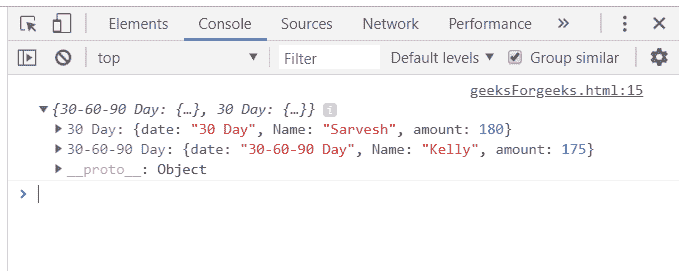 Elements Console Sources Network Performance »
top Filter Default levels Group similar
geeksForgeeks.html:15
{30-60-90 Day: {…}, 30 Day: {…}} i
30 Day: {date: "30 Day", Name: "Sarvesh", amount: 180}
30-60-90 Day: {date: "30-60-90 Day", Name: "Kelly", amount: 175}
__proto__: Object
>